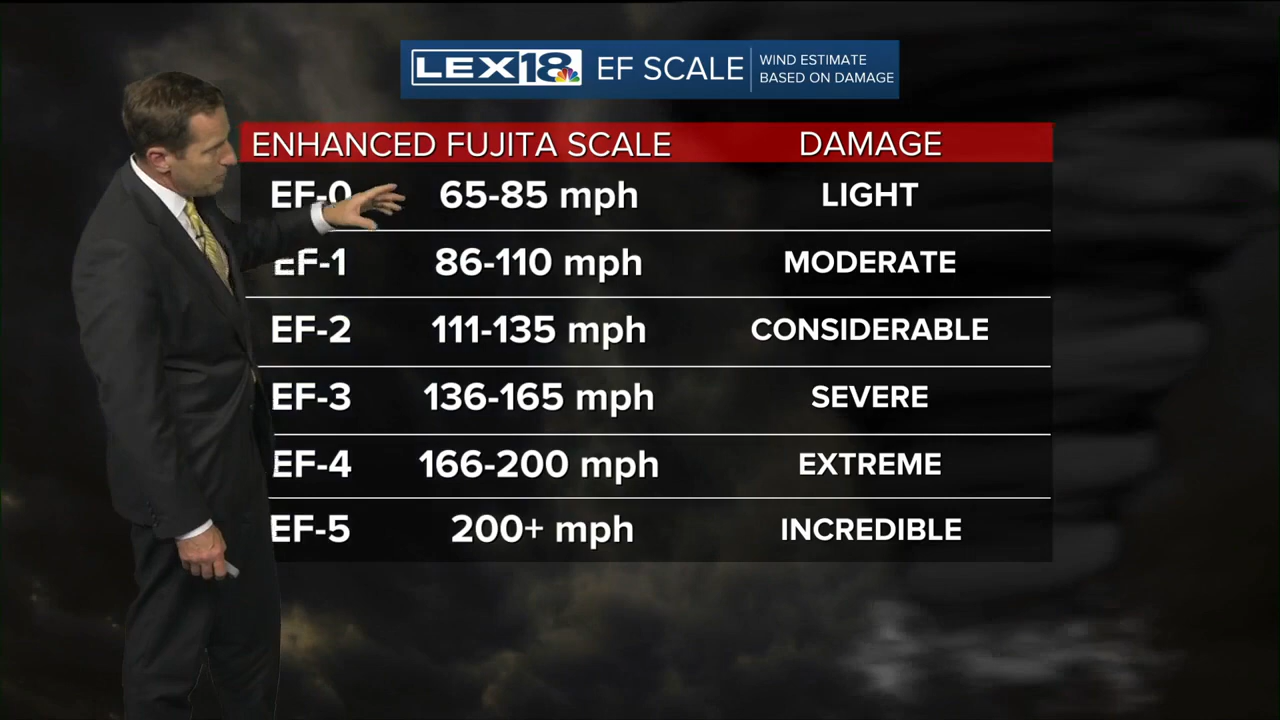 LEX18 EF SCALE WIND ESTIMATE
BASED ON DAMAGE
ENHANCED FUJITA SCALE DAMAGE
EF-0 65-85 mph LIGHT
EF-1 86-110 mph MODERATE
EF-2 111-135 mph CONSIDERABLE
EF-3 136-165 mph SEVERE
EF-4 166-200 mph EXTREME
EF-5 200+ mph INCREDIBLE